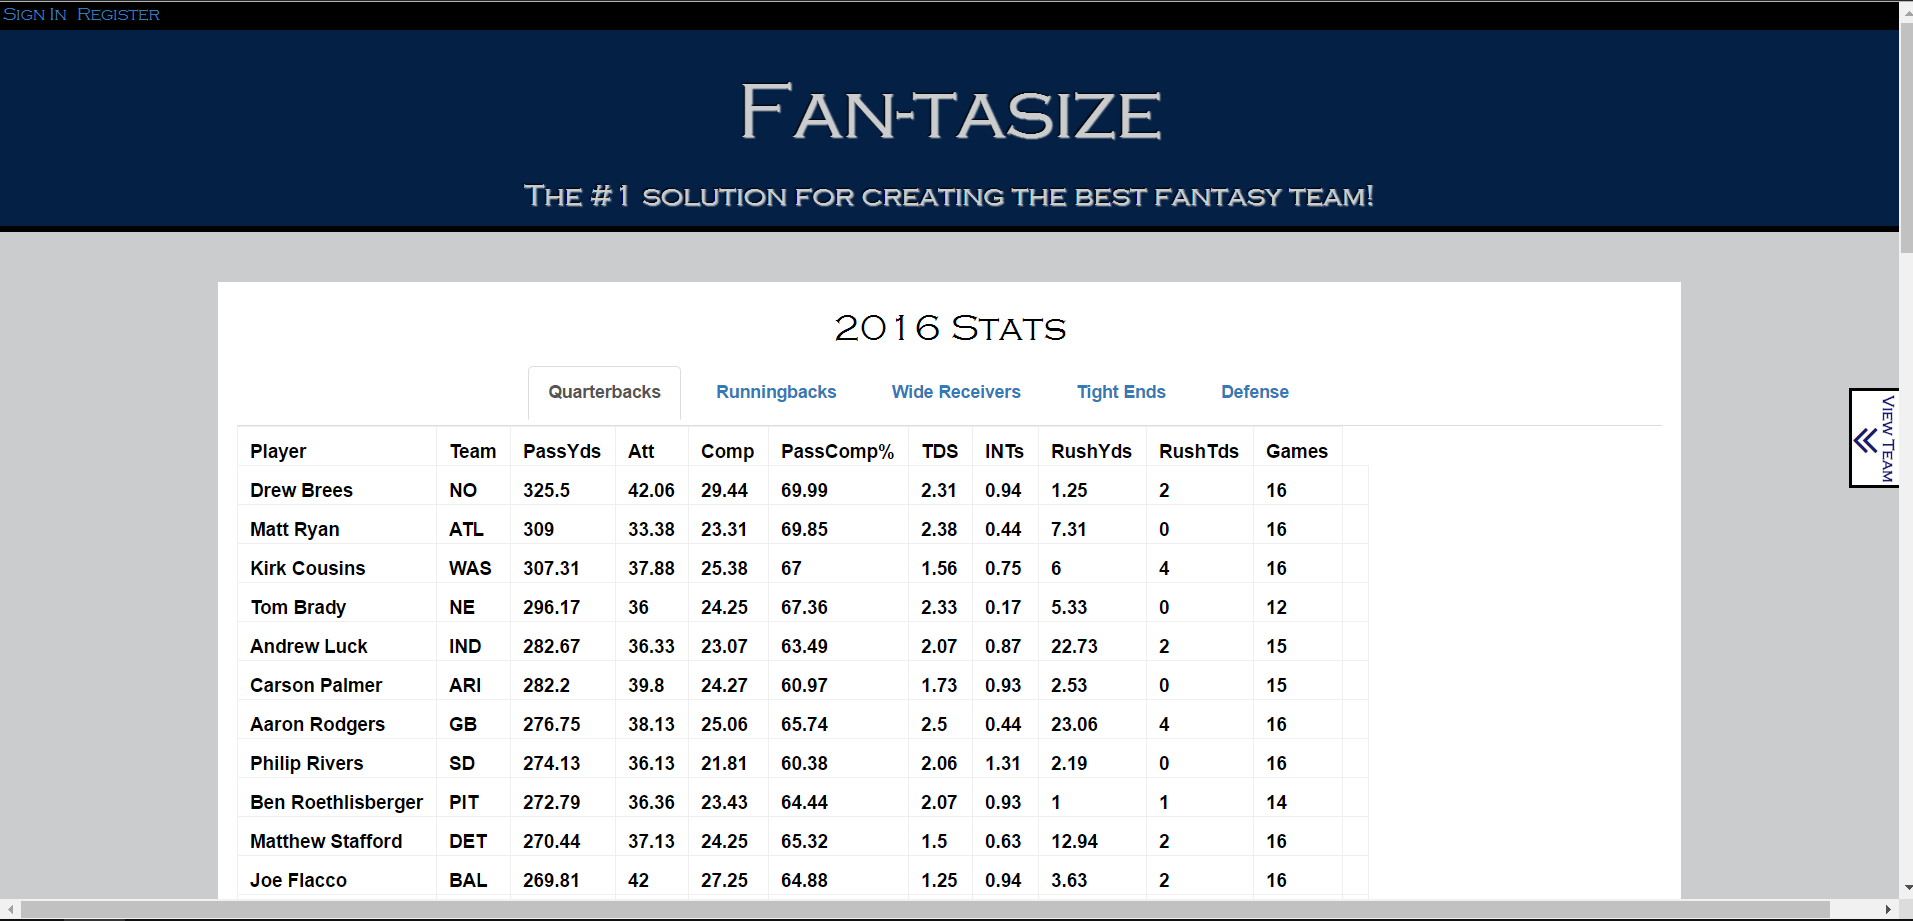 Sign In Register
Fan-tasize
The #1 solution for creating the best fantasy team!
2016 Stats
Quarterbacks Runningbacks Wide Receivers Tight Ends Defense
View Team
Player Team PassYds Att Comp PassComp% TDS INTs RushYds RushTds Games
Drew Brees NO 325.5 42.06 29.44 69.99 2.31 0.94 1.25 2 16
Matt Ryan ATL 309 33.38 23.31 69.85 2.38 0.44 7.31 0 16
Kirk Cousins WAS 307.31 37.88 25.38 67 1.56 0.75 6 4 16
Tom Brady NE 296.17 36 24.25 67.36 2.33 0.17 5.33 0 12
Andrew Luck IND 282.67 36.33 23.07 63.49 2.07 0.87 22.73 2 15
Carson Palmer ARI 282.2 39.8 24.27 60.97 1.73 0.93 2.53 0 15
Aaron Rodgers GB 276.75 38.13 25.06 65.74 2.5 0.44 23.06 4 16
Philip Rivers SD 274.13 36.13 21.81 60.38 2.06 1.31 2.19 0 16
Ben Roethlisberger PIT 272.79 36.36 23.43 64.44 2.07 0.93 1 1 14
Matthew Stafford DET 270.44 37.13 24.25 65.32 1.5 0.63 12.94 2 16
Joe Flacco BAL 269.81 42 27.25 64.88 1.25 0.94 3.63 2 16